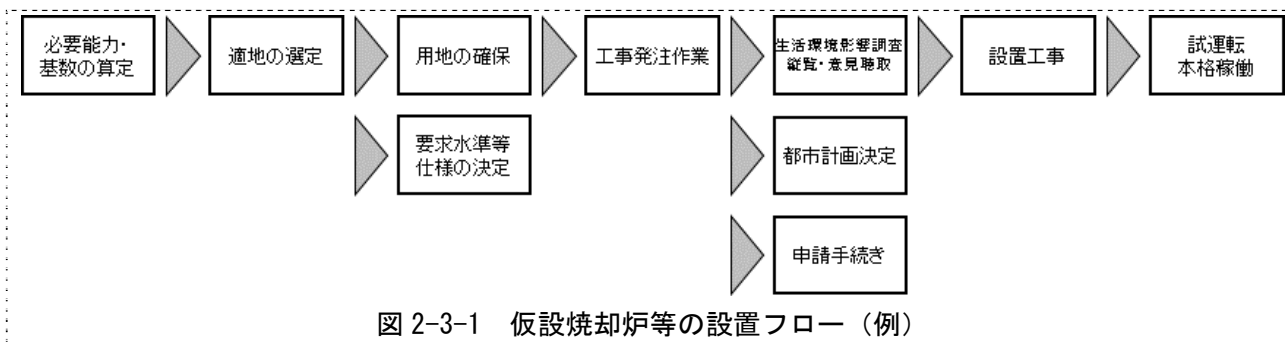 必要能力・
基数の算定
適地の選定
用地の確保
工事発注作業
生活環境影響調査
縦覧・意見聴取
設置工事
試運転
本格稼働
要求水準等
仕様の決定
都市計画決定
申請手続き
図 2-3-1　仮設焼却炉等の設置フロー（例）